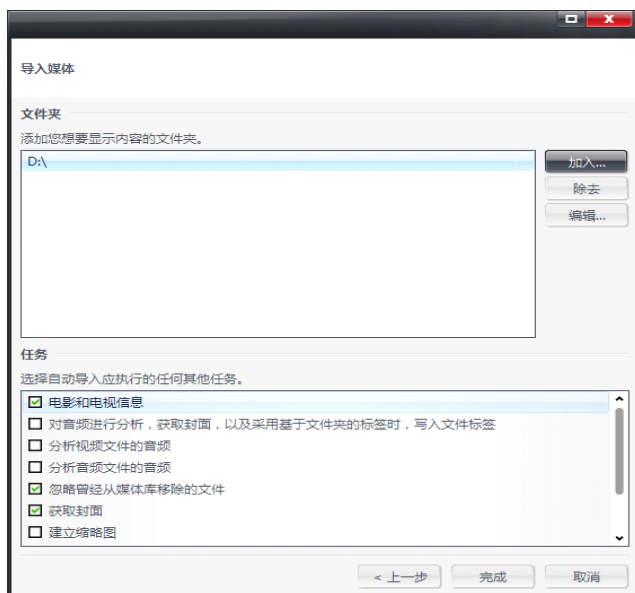 导入媒体
文件夹
添加您想要显示内容的文件夹。
D:\
加入...
除去
编辑...
任务
选择自动导入应执行的任何其他任务。
电影和电视信息
对音频进行分析，获取封面，以及采用基于文件夹的标签时，写入文件标签
分析视频文件的音频
分析音频文件的音频
忽略曾经从媒体库移除的文件
获取封面
建立缩略图
< 上一步 完成 取消